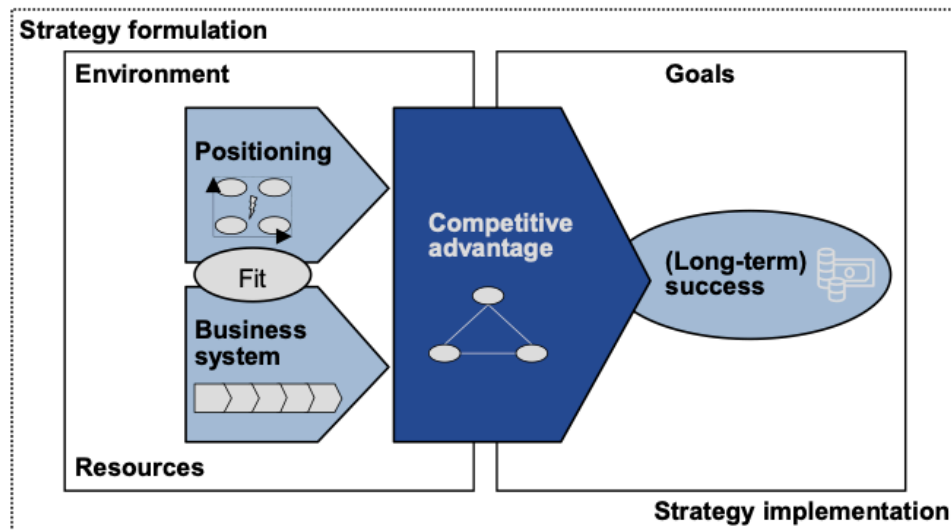 Strategy formulation
Environment
Goals
Positioning
Fit
Business
system
Competitive
advantage
(Long-term)
success
Resources
Strategy implementation